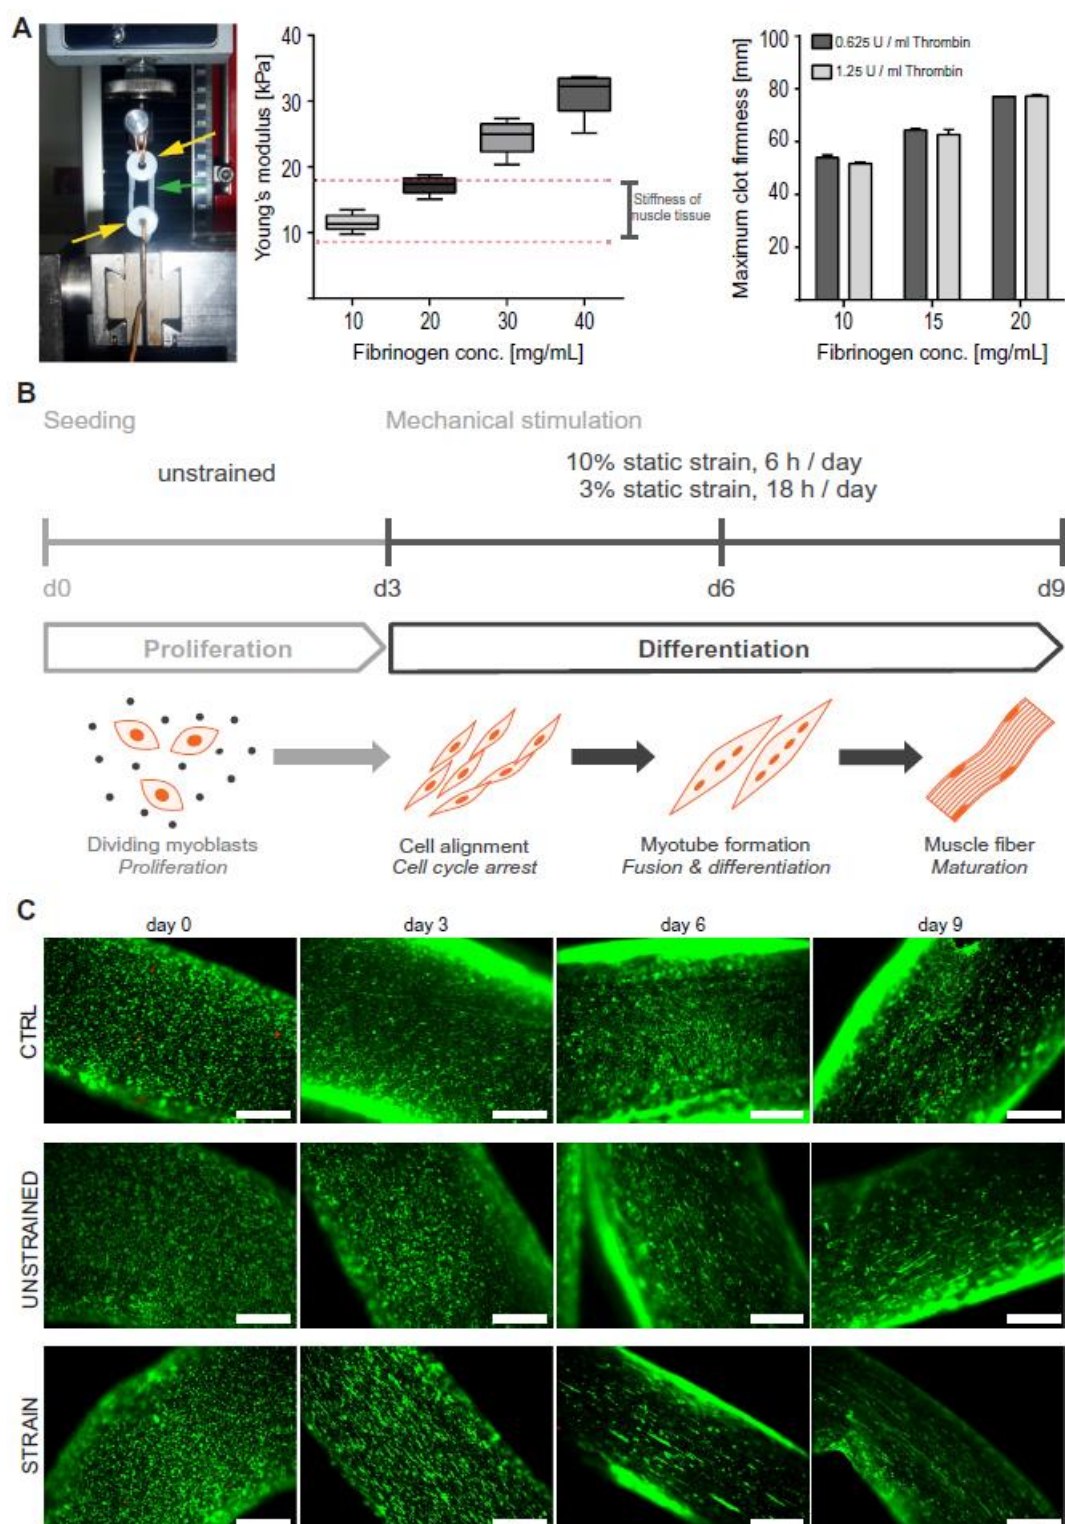 A
Young's modulus [kPa]
40
30
20
10
10 20 30 40
Fibrinogen conc. [mg/mL]
Stiffness of
muscle tissue
Maximum clot firmness [mm]
100
80
60
40
20
0.625 U / ml Thrombin
1.25 U / ml Thrombin
10 15 20
Fibrinogen conc. [mg/mL]
B
Seeding
Mechanical stimulation
unstrained
10% static strain, 6 h / day
3% static strain, 18 h / day
d0 d3 d6 d9
Proliferation
Differentiation
Dividing myoblasts
Proliferation
Cell alignment
Cell cycle arrest
Myotube formation
Fusion & differentiation
Muscle fiber
Maturation
C
day 0 day 3 day 6 day 9
CTRL
UNSTRAINED
STRAIN